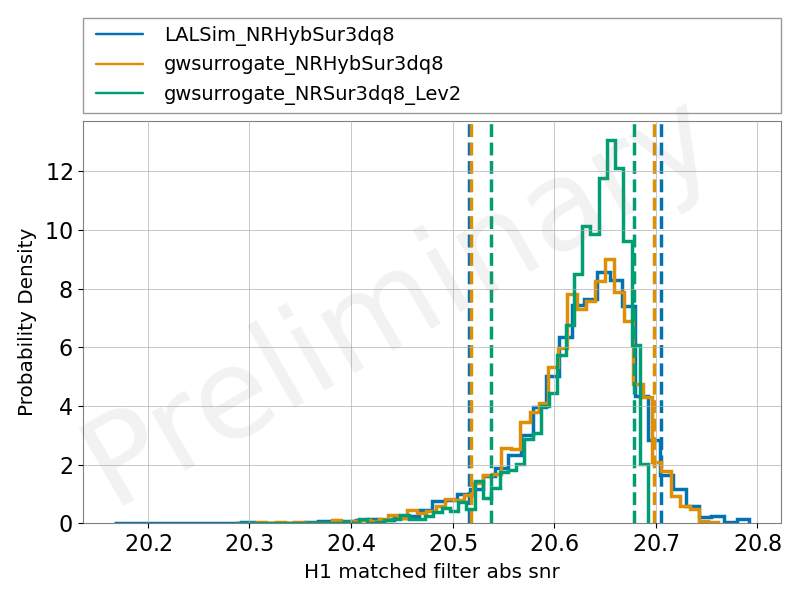 LALSim_NRHybSur3dq8
gwsurrogate_NRHybSur3dq8
gwsurrogate_NRSur3dq8_Lev2
Preliminary
Probability Density
12
10
8
6
4
2
0
20.2 20.3 20.4 20.5 20.6 20.7 20.8
H1 matched filter abs snr